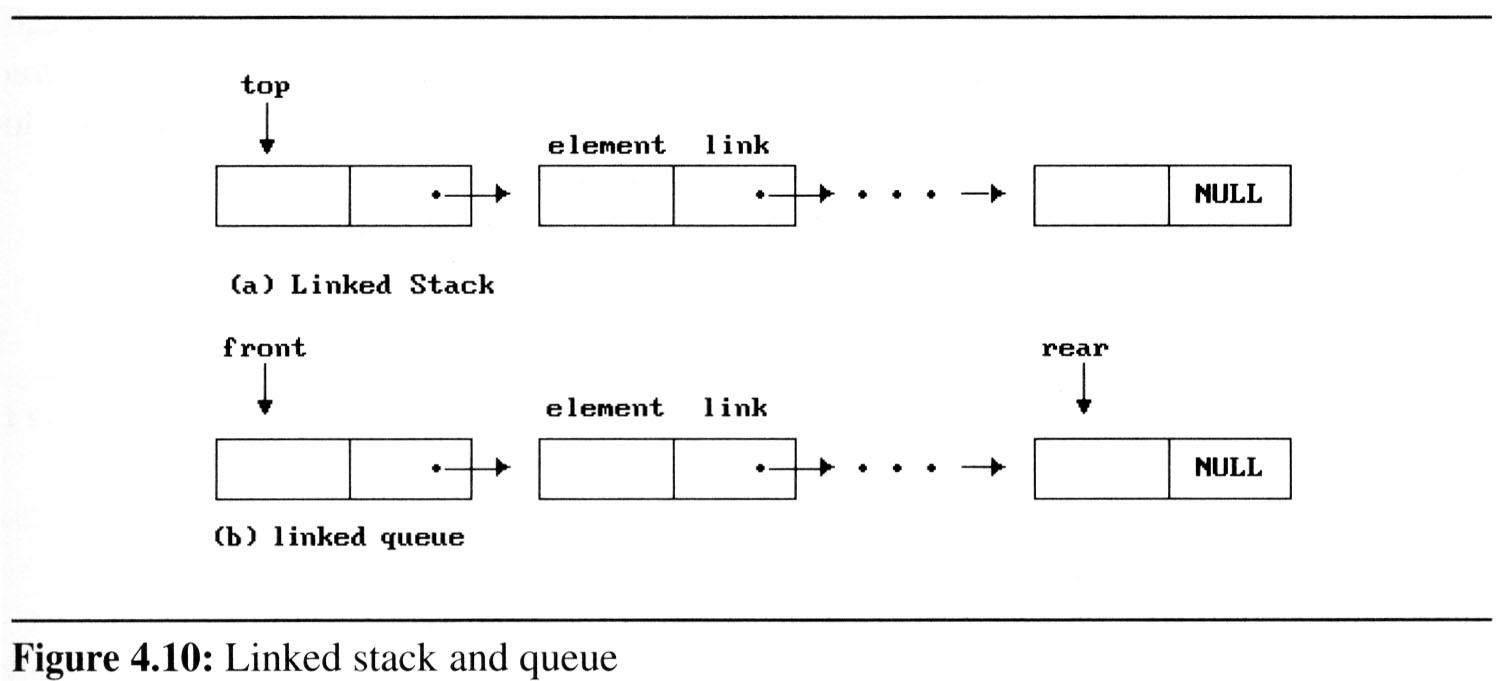 top
element link
NULL
(a) Linked Stack
front rear
element link
NULL
(b) linked queue
Figure 4.10: Linked stack and queue